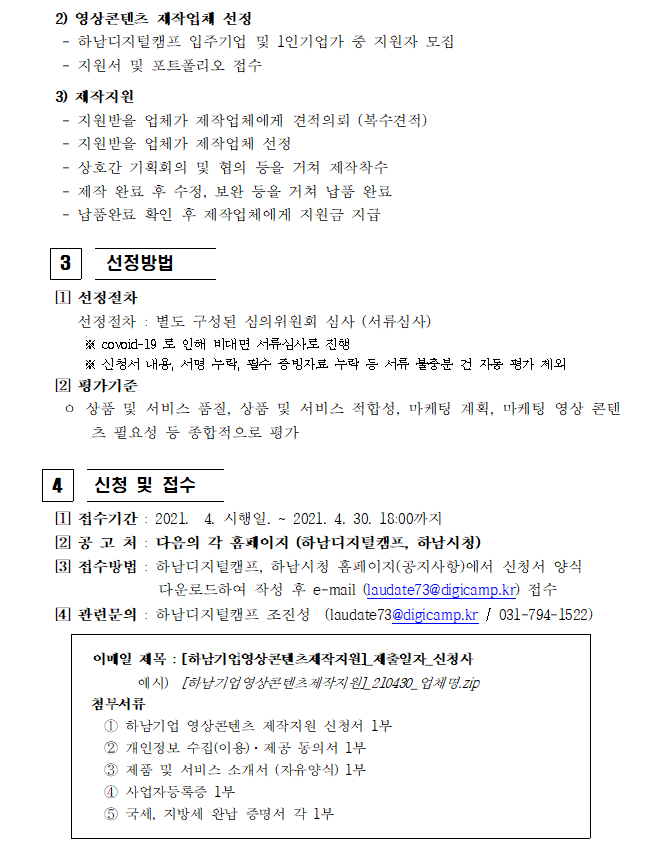 2) 영상콘텐츠 제작업체 선정
- 하남디지털캠프 입주기업 및 1인기업가 중 지원자 모집
- 지원서 및 포트폴리오 접수
3) 제작지원
- 지원받을 업체가 제작업체에게 견적의뢰 (복수견적)
- 지원받을 업체가 제작업체 선정
- 상호간 기획회의 및 협의 등을 거쳐 제작착수
- 제작 완료 후 수정, 보완 등을 거쳐 납품 완료
- 납품완료 확인 후 제작업체에게 지원금 지급
3 선정방법
[1] 선정절차
선정절차 : 별도 구성된 심의위원회 심사 (서류심사)
※ covoid-19 로 인해 비대면 서류심사로 진행
※ 신청서 내용, 서명 누락, 필수 증빙자료 누락 등 서류 불충분 건 자동 평가 제외
[2] 평가기준
ㅇ 상품 및 서비스 품질, 상품 및 서비스 적합성, 마케팅 계획, 마케팅 영상 콘텐
츠 필요성 등 종합적으로 평가
4 신청 및 접수
[1] 접수기간 : 2021. 4. 시행일. ~ 2021. 4. 30. 18:00까지
[2] 공 고 처 : 다음의 각 홈페이지 (하남디지털캠프, 하남시청)
[3] 접수방법 : 하남디지털캠프, 하남시청 홈페이지(공지사항)에서 신청서 양식
다운로드하여 작성 후 e-mail (laudate73@digicamp.kr) 접수
[4] 관련문의 : 하남디지털캠프 조진성 (laudate73@digicamp.kr / 031-794-1522)
이메일 제목 : [하남기업영상콘텐츠제작지원]_제출일자_신청사
예시) [하남기업영상콘텐츠제작지원]_210430_업체명.zip
첨부서류
① 하남기업 영상콘텐츠 제작지원 신청서 1부
② 개인정보 수집(이용)·제공 동의서 1부
③ 제품 및 서비스 소개서 (자유양식) 1부
④ 사업자등록증 1부
⑤ 국세, 지방세 완납 증명서 각 1부